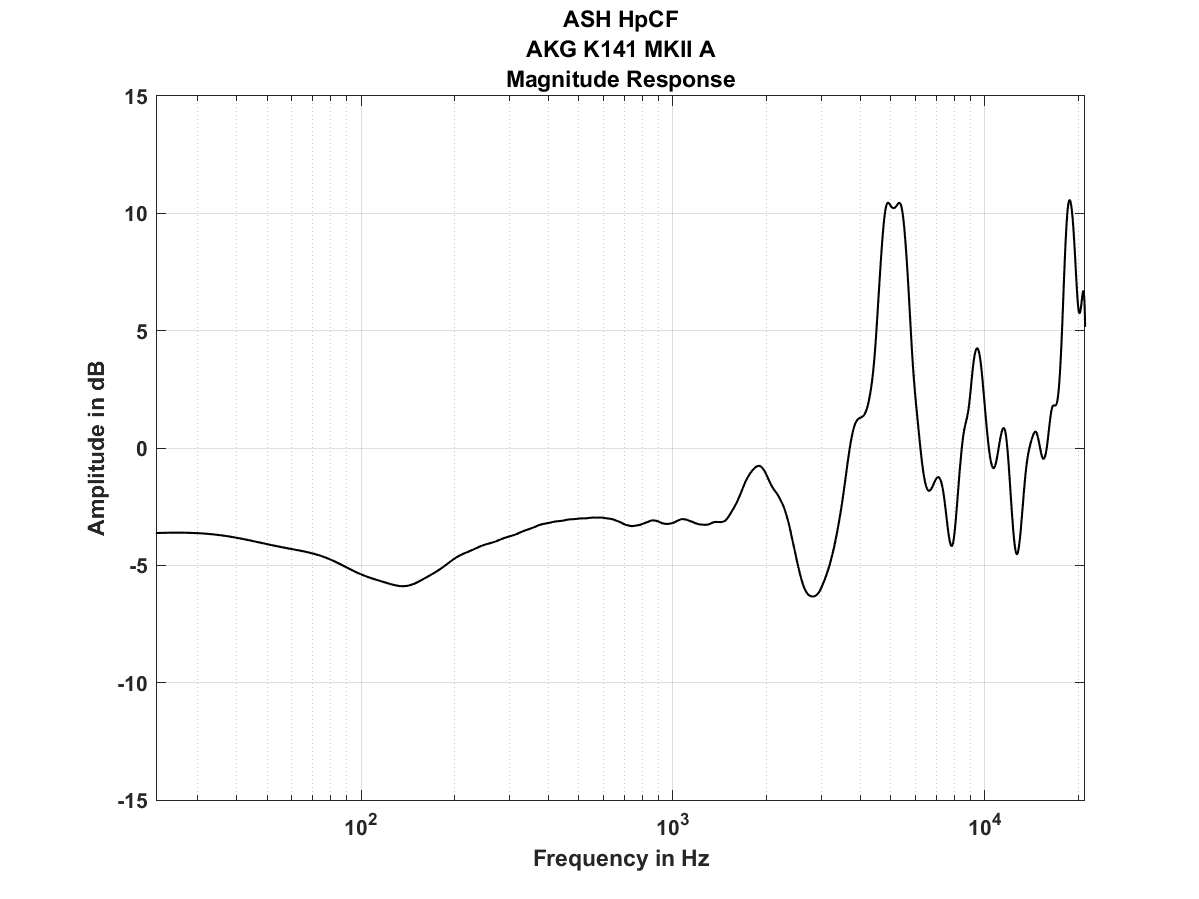 ASH HpCF
AKG K141 MKII A
Magnitude Response
15
10
5
0
-5
-10
-15
Amplitude in dB
10^2
10^3
10^4
Frequency in Hz